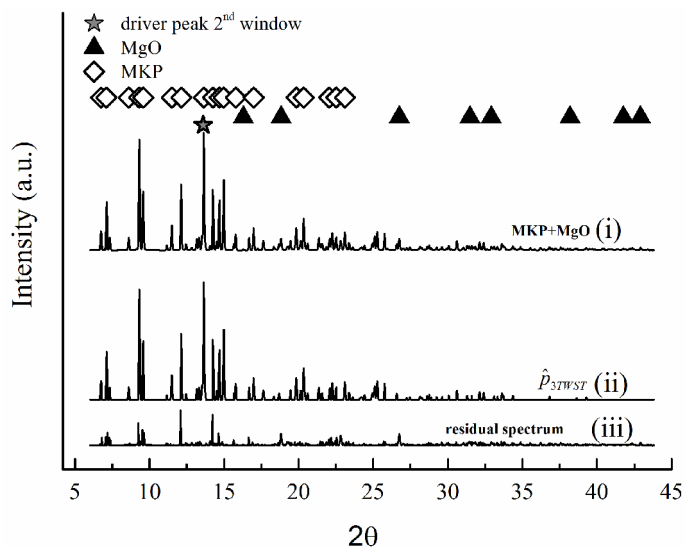 driver peak 2nd window
MgO
MKP
Intensity (a.u.)
MKP+MgO (i)
p̂3TWST (ii)
residual spectrum (iii)
5 10 15 20 25 30 35 40 45
2θ